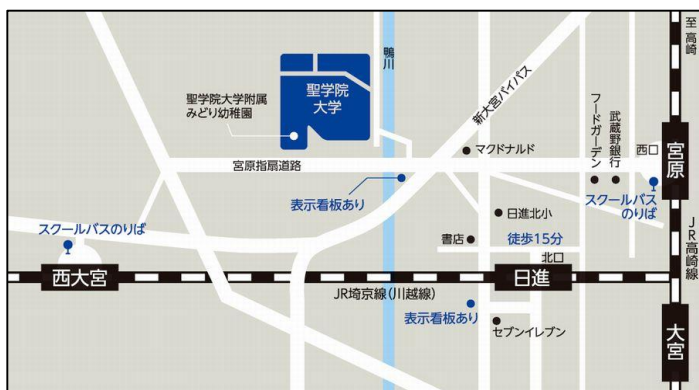 至
高崎
鴨川
新大宮バイパス
聖学院
大学
聖学院大学附属
みどり幼稚園
フードガーデン
武蔵野銀行
西口
宮原
マクドナルド
宮原指扇道路
表示看板あり
スクールバス
のりば
日進北小
スクールバスのりば
書店
徒歩15分
北口
JR高崎線
西大宮
日進
JR埼京線(川越線)
表示看板あり
セブンイレブン
大宮